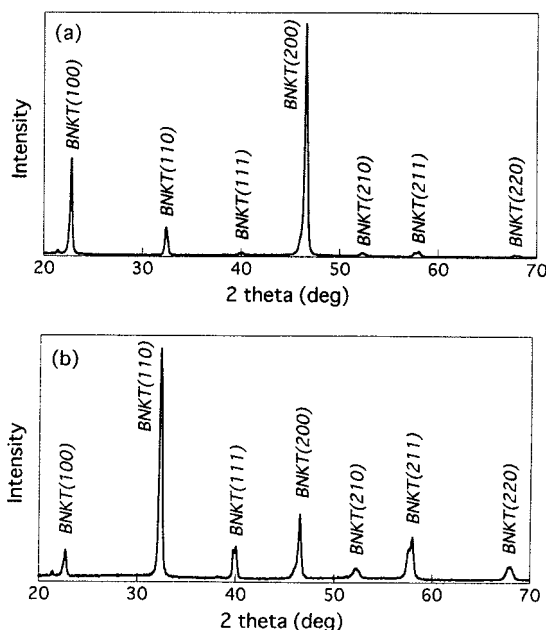 (a)
BNKT(100)
BNKT(110)
BNKT(111)
BNKT(200)
BNKT(210)
BNKT(211)
BNKT(220)
Intensity
20 30 40 50 60 70
2 theta (deg)
(b)
BNKT(100)
BNKT(110)
BNKT(111)
BNKT(200)
BNKT(210)
BNKT(211)
BNKT(220)
Intensity
20 30 40 50 60 70
2 theta (deg)